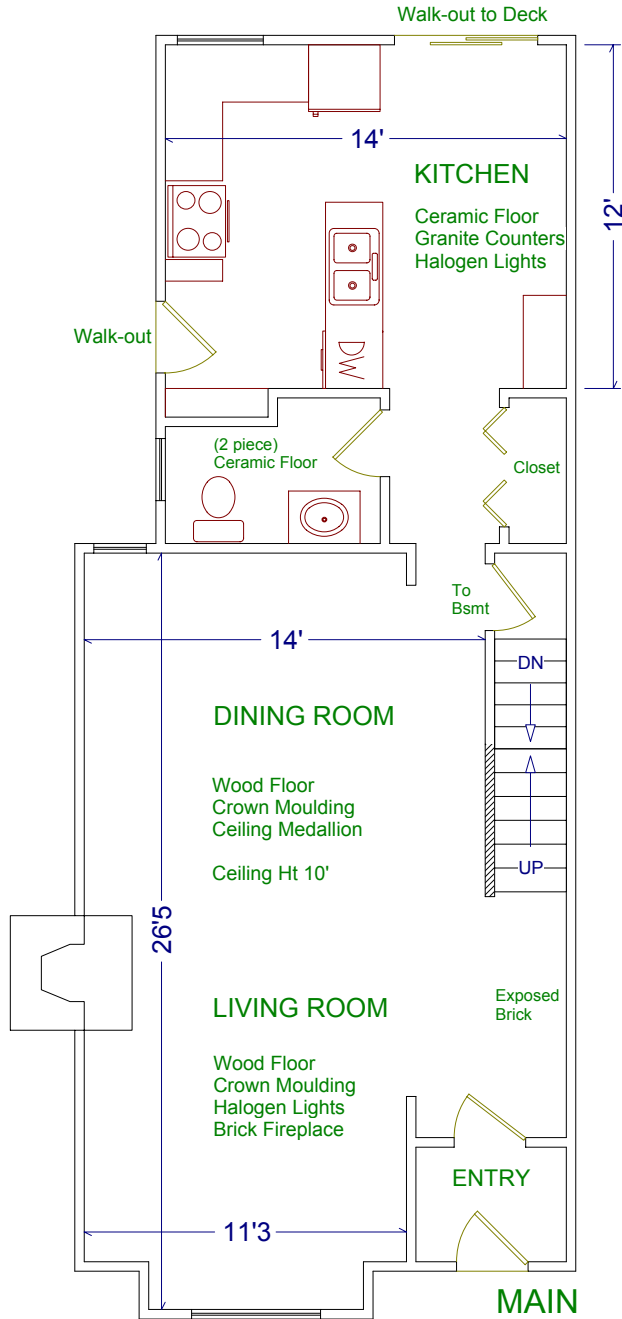 Walk-out to Deck
14'
KITCHEN
12'
Ceramic Floor
Granite Counters
Halogen Lights
Walk-out
DW
(2 piece)
Ceramic Floor
Closet
To
Bsmt
14'
DN
DINING ROOM
Wood Floor
Crown Moulding
Ceiling Medallion
Ceiling Ht 10'
UP
26'5
LIVING ROOM
Exposed
Brick
Wood Floor
Crown Moulding
Halogen Lights
Brick Fireplace
ENTRY
11'3
MAIN